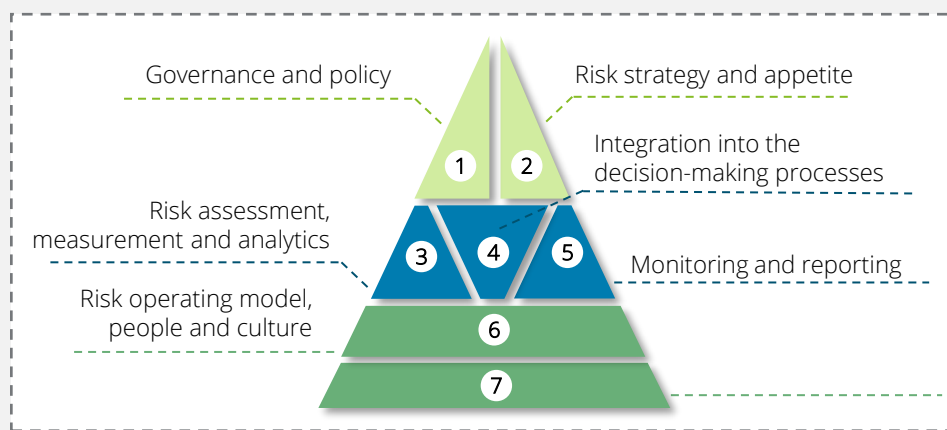 Governance and policy
Risk strategy and appetite
1
2
Integration into the
decision-making processes
Risk assessment,
measurement and analytics
3
4
5
Monitoring and reporting
Risk operating model,
people and culture
6
7